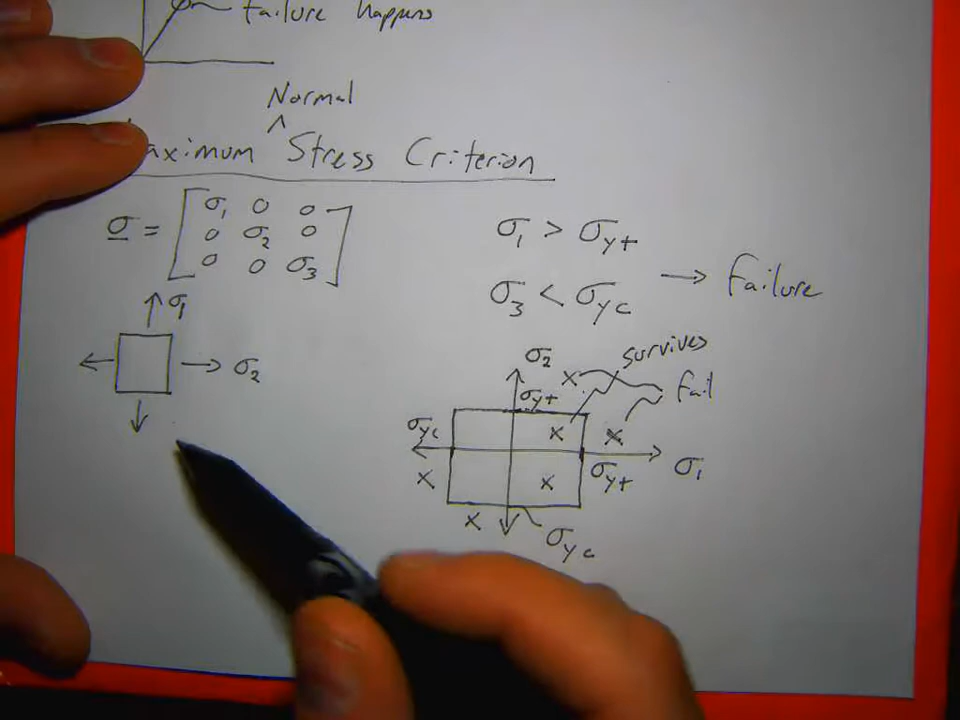 failure happens
Normal
^
aximum Stress Criterion
σ = [σ₁ 0 0
0 σ₂ 0
0 0 σ₃]
σ₁ > σyt
σ₃ < σyc
→ failure
σ₁
σ₂
σ₂
survives
x
fail
σyt
σyc
x x
σ₁
σyt
x x
x
σyc